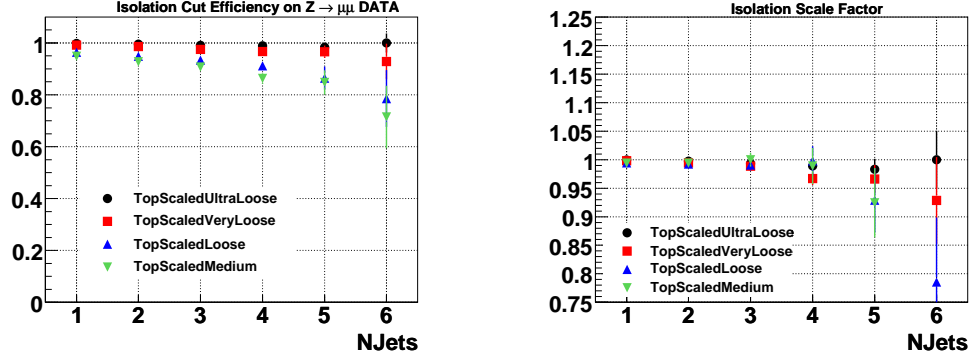 Isolation Cut Efficiency on Z → μμ DATA
1
0.8
0.6
0.4
0.2
0
TopScaledUltraLoose
TopScaledVeryLoose
TopScaledLoose
TopScaledMedium
1 2 3 4 5 6
NJets
Isolation Scale Factor
1.25
1.2
1.15
1.1
1.05
1
0.95
0.9
0.85
0.8
0.75
TopScaledUltraLoose
TopScaledVeryLoose
TopScaledLoose
TopScaledMedium
1 2 3 4 5 6
NJets